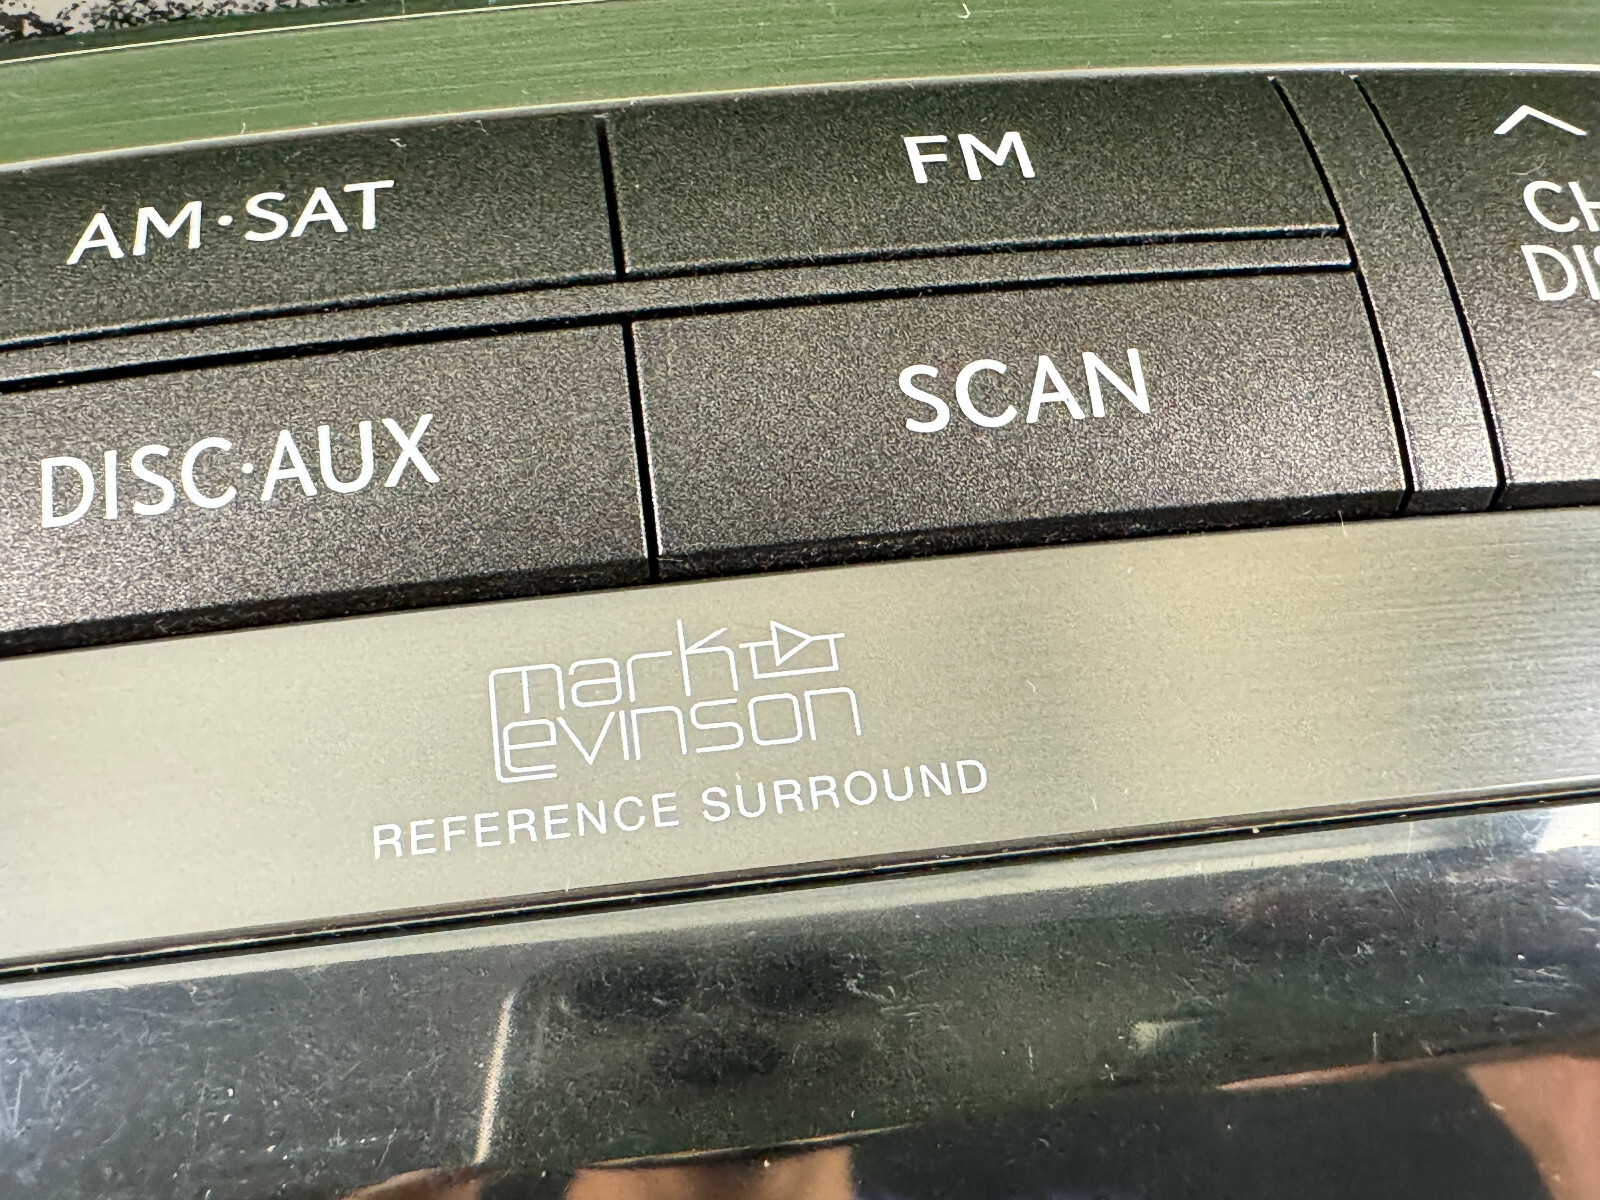 AM·SAT
FM
DISC·AUX
SCAN
mark
Levinson
REFERENCE SURROUND